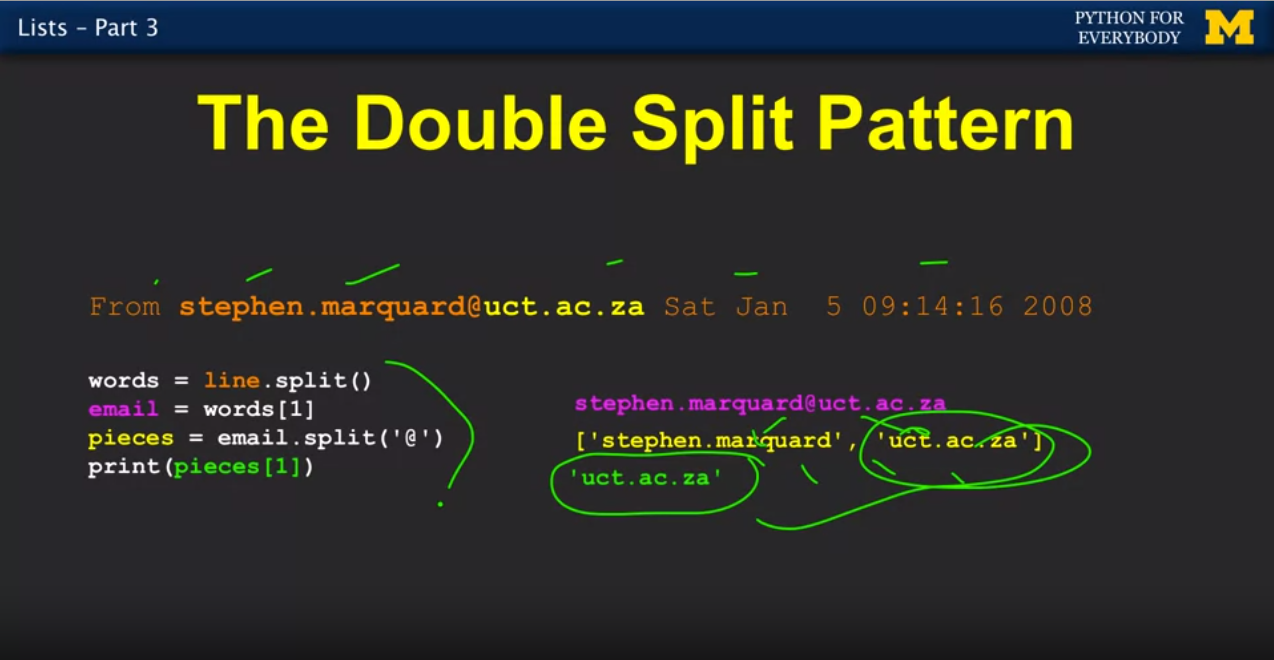 Lists – Part 3
PYTHON FOR
EVERYBODY
M
The Double Split Pattern
From stephen.marquard@uct.ac.za Sat Jan  5 09:14:16 2008
words = line.split()
email = words[1]
pieces = email.split('@')
print(pieces[1])
stephen.marquard@uct.ac.za
['stephen.marquard', 'uct.ac.za']
'uct.ac.za'